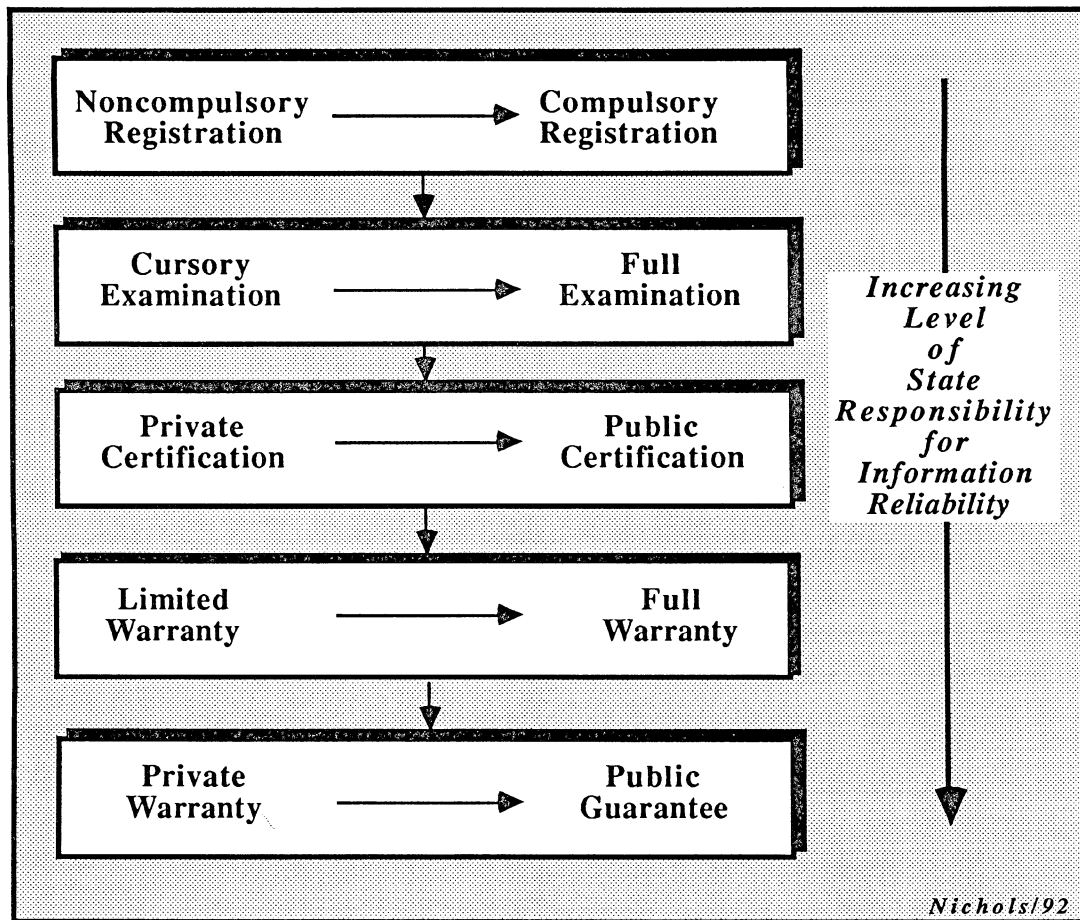 Noncompulsory Compulsory
Registration Registration
Cursory Full
Examination Examination
Private Public
Certification Certification
Limited Full
Warranty Warranty
Private Public
Warranty Guarantee
Increasing
Level
of
State
Responsibility
for
Information
Reliability
Nichols/92